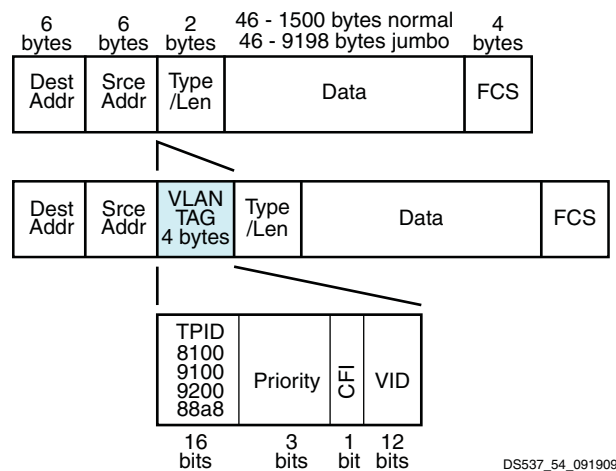 6 bytes
6 bytes
2 bytes
46 - 1500 bytes normal
46 - 9198 bytes jumbo
4 bytes
Dest Addr
Srce Addr
Type /Len
Data
FCS
Dest Addr
Srce Addr
VLAN TAG 4 bytes
Type /Len
Data
FCS
TPID
8100
9100
9200
88a8
Priority
CFI
VID
16 bits
3 bits
1 bit
12 bits
DS537_54_091909